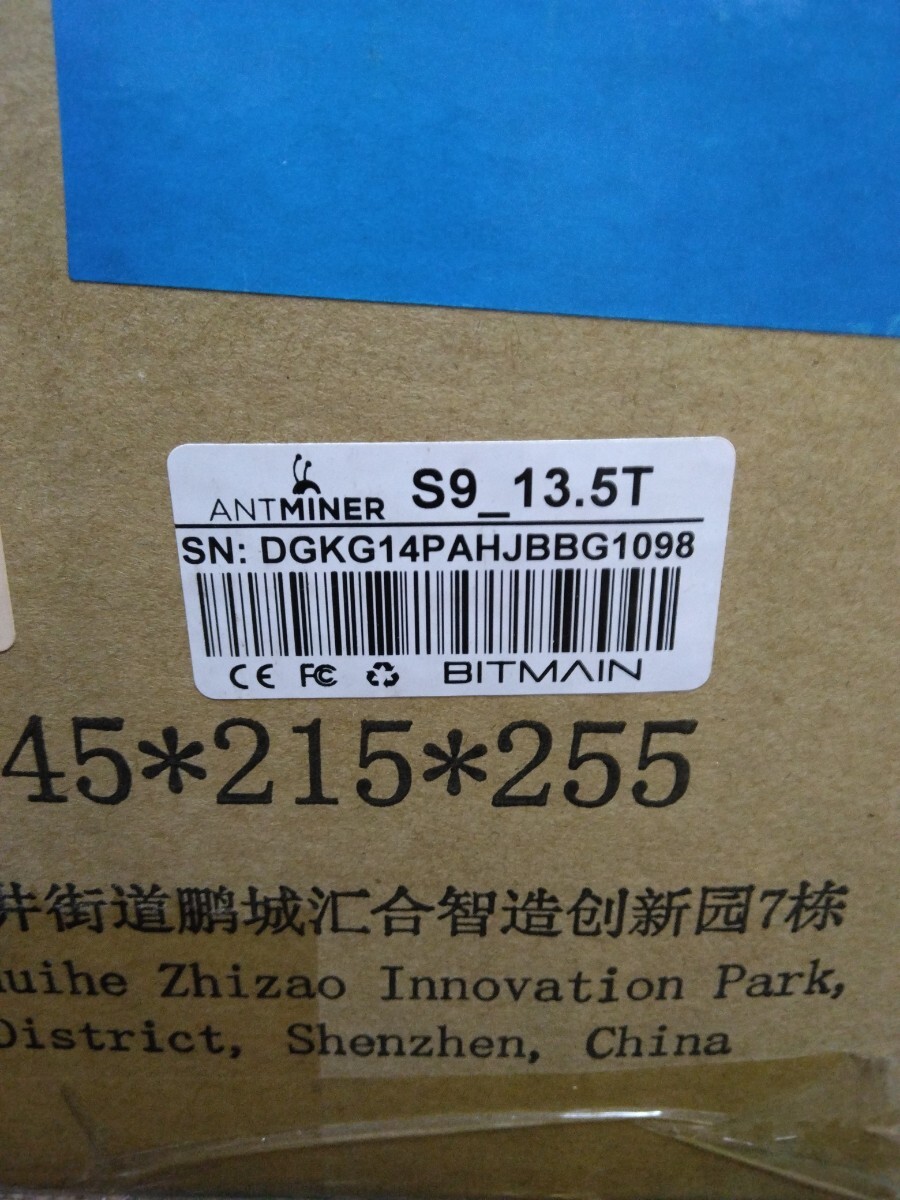 ANTMINER S9_13.5T
SN: DGKG14PAHJBBG1098
CE FC BITMAIN
45*215*255
井街道鹏城汇合智造创新园7栋
uihe Zhizao Innovation Park,
District, Shenzhen, China